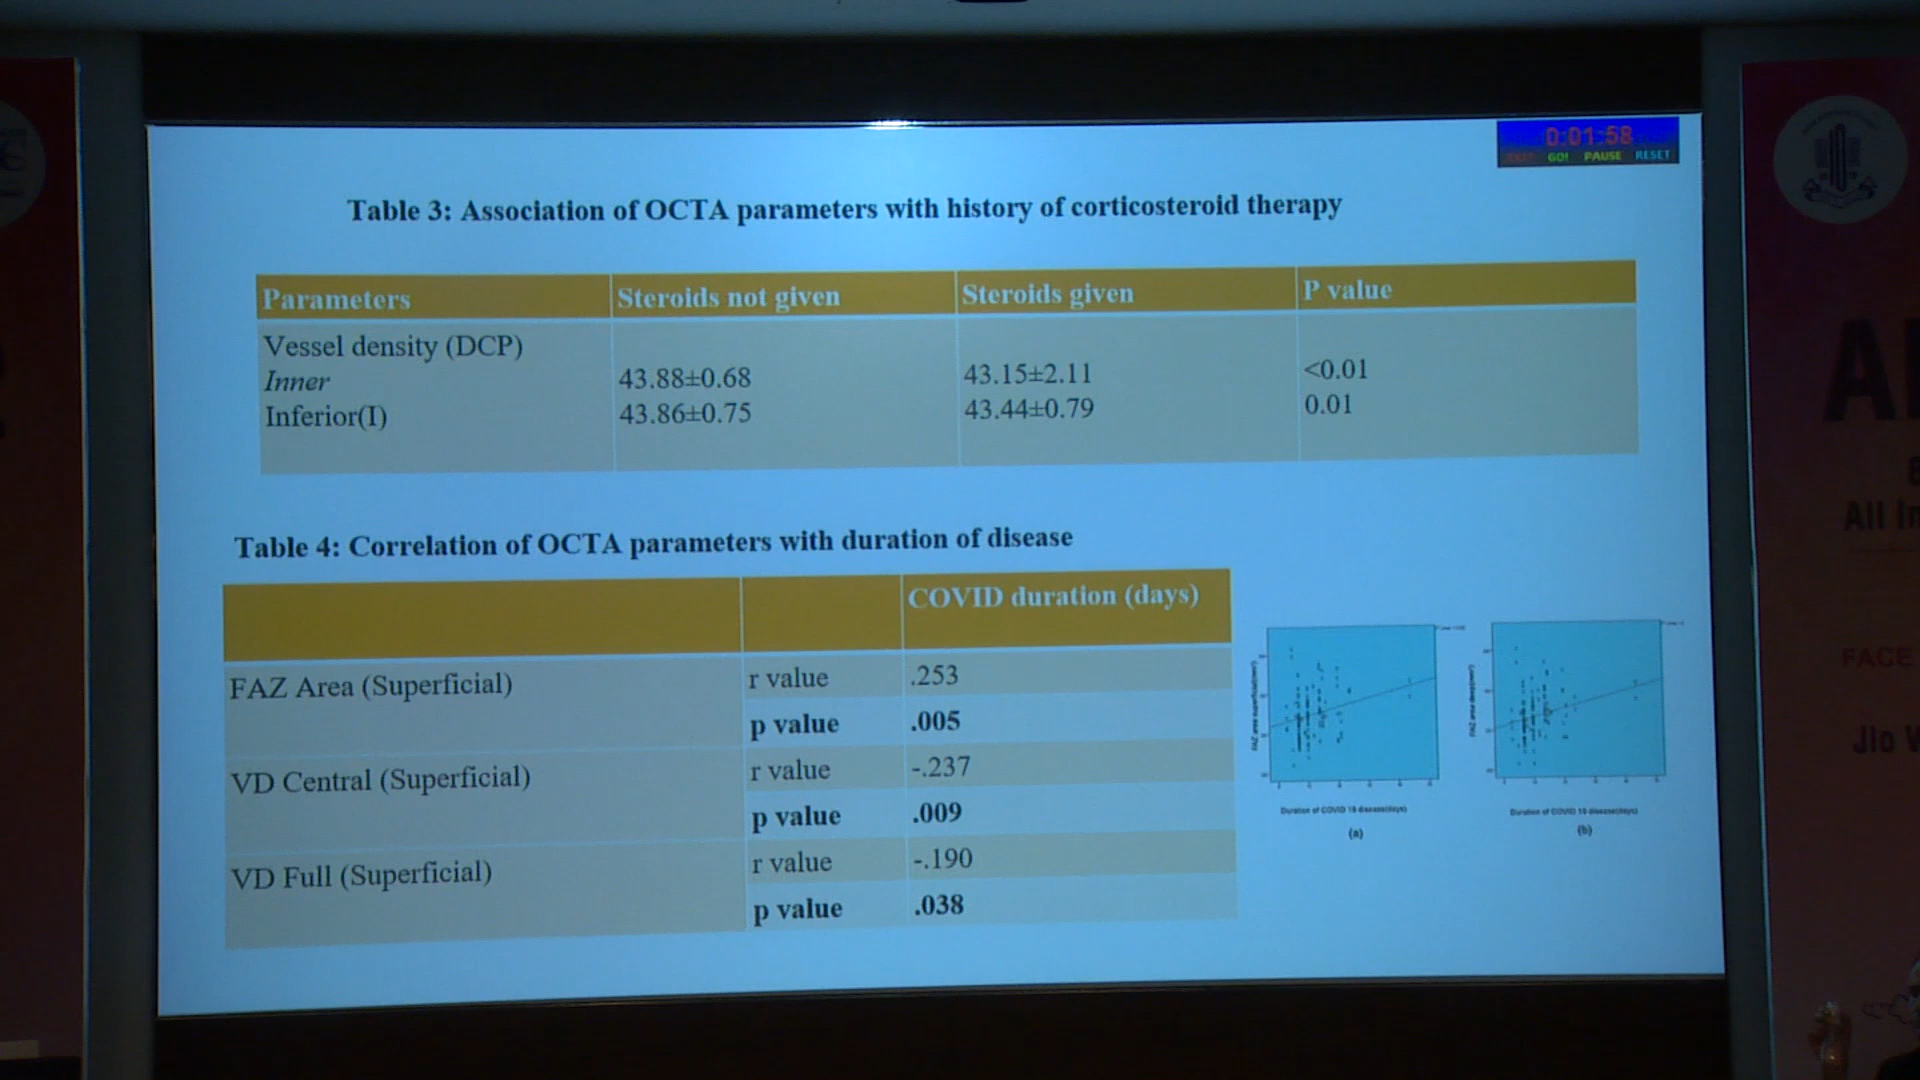 0:01:58
GO! PAUSE RESET
Table 3: Association of OCTA parameters with history of corticosteroid therapy
Parameters Steroids not given Steroids given P value
Vessel density (DCP)
Inner 43.88±0.68 43.15±2.11 <0.01
Inferior(I) 43.86±0.75 43.44±0.79 0.01
Table 4: Correlation of OCTA parameters with duration of disease
COVID duration (days)
FAZ Area (Superficial) r value .253
p value .005
VD Central (Superficial) r value -.237
p value .009
VD Full (Superficial) r value -.190
p value .038
Duration of COVID 19 disease(days)
(a)
Duration of COVID 19 disease(days)
(b)
All
FACE